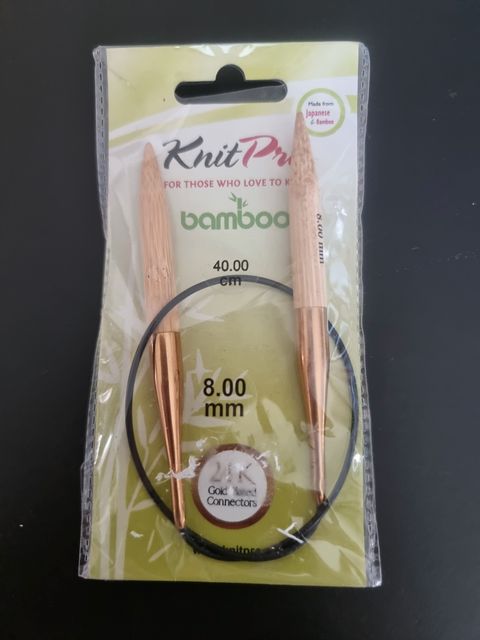 Made from
Japanese
Bamboo
KnitPro
FOR THOSE WHO LOVE TO
bamboo
8.00 mm
40.00
cm
8.00
mm
24K
Gold Plated
Connectors